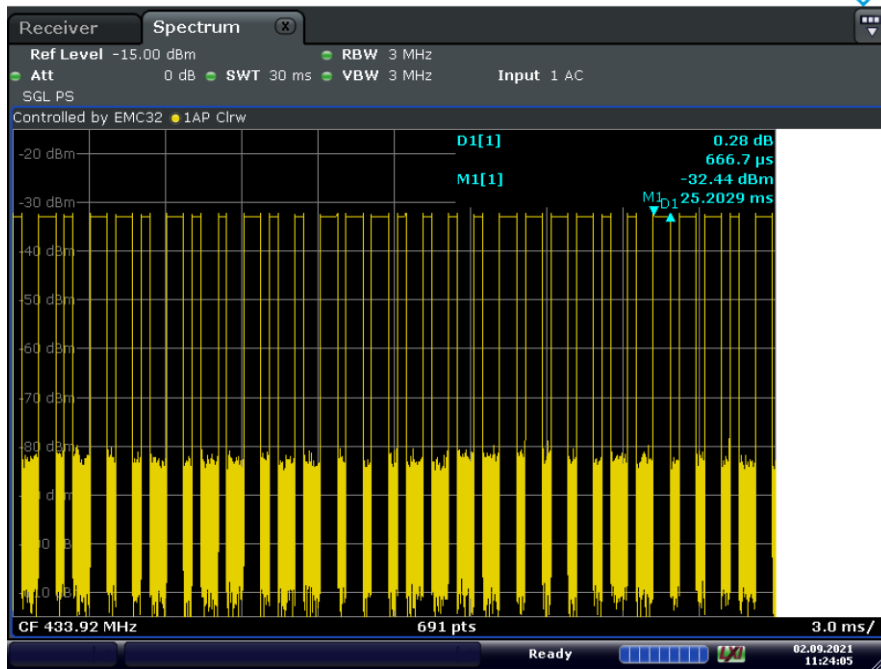 Receiver Spectrum X
Ref Level -15.00 dBm RBW 3 MHz
Att 0 dB SWT 30 ms VBW 3 MHz Input 1 AC
SGL PS
Controlled by EMC32 1AP Clrw
D1[1] 0.28 dB
666.7 µs
M1[1] -32.44 dBm
25.2029 ms
M1
D1
-20 dBm
-30 dBm
-40 dBm
-50 dBm
-60 dBm
-70 dBm
-80 dBm
CF 433.92 MHz 691 pts 3.0 ms/
Ready LXI 02.09.2021
11:24:05